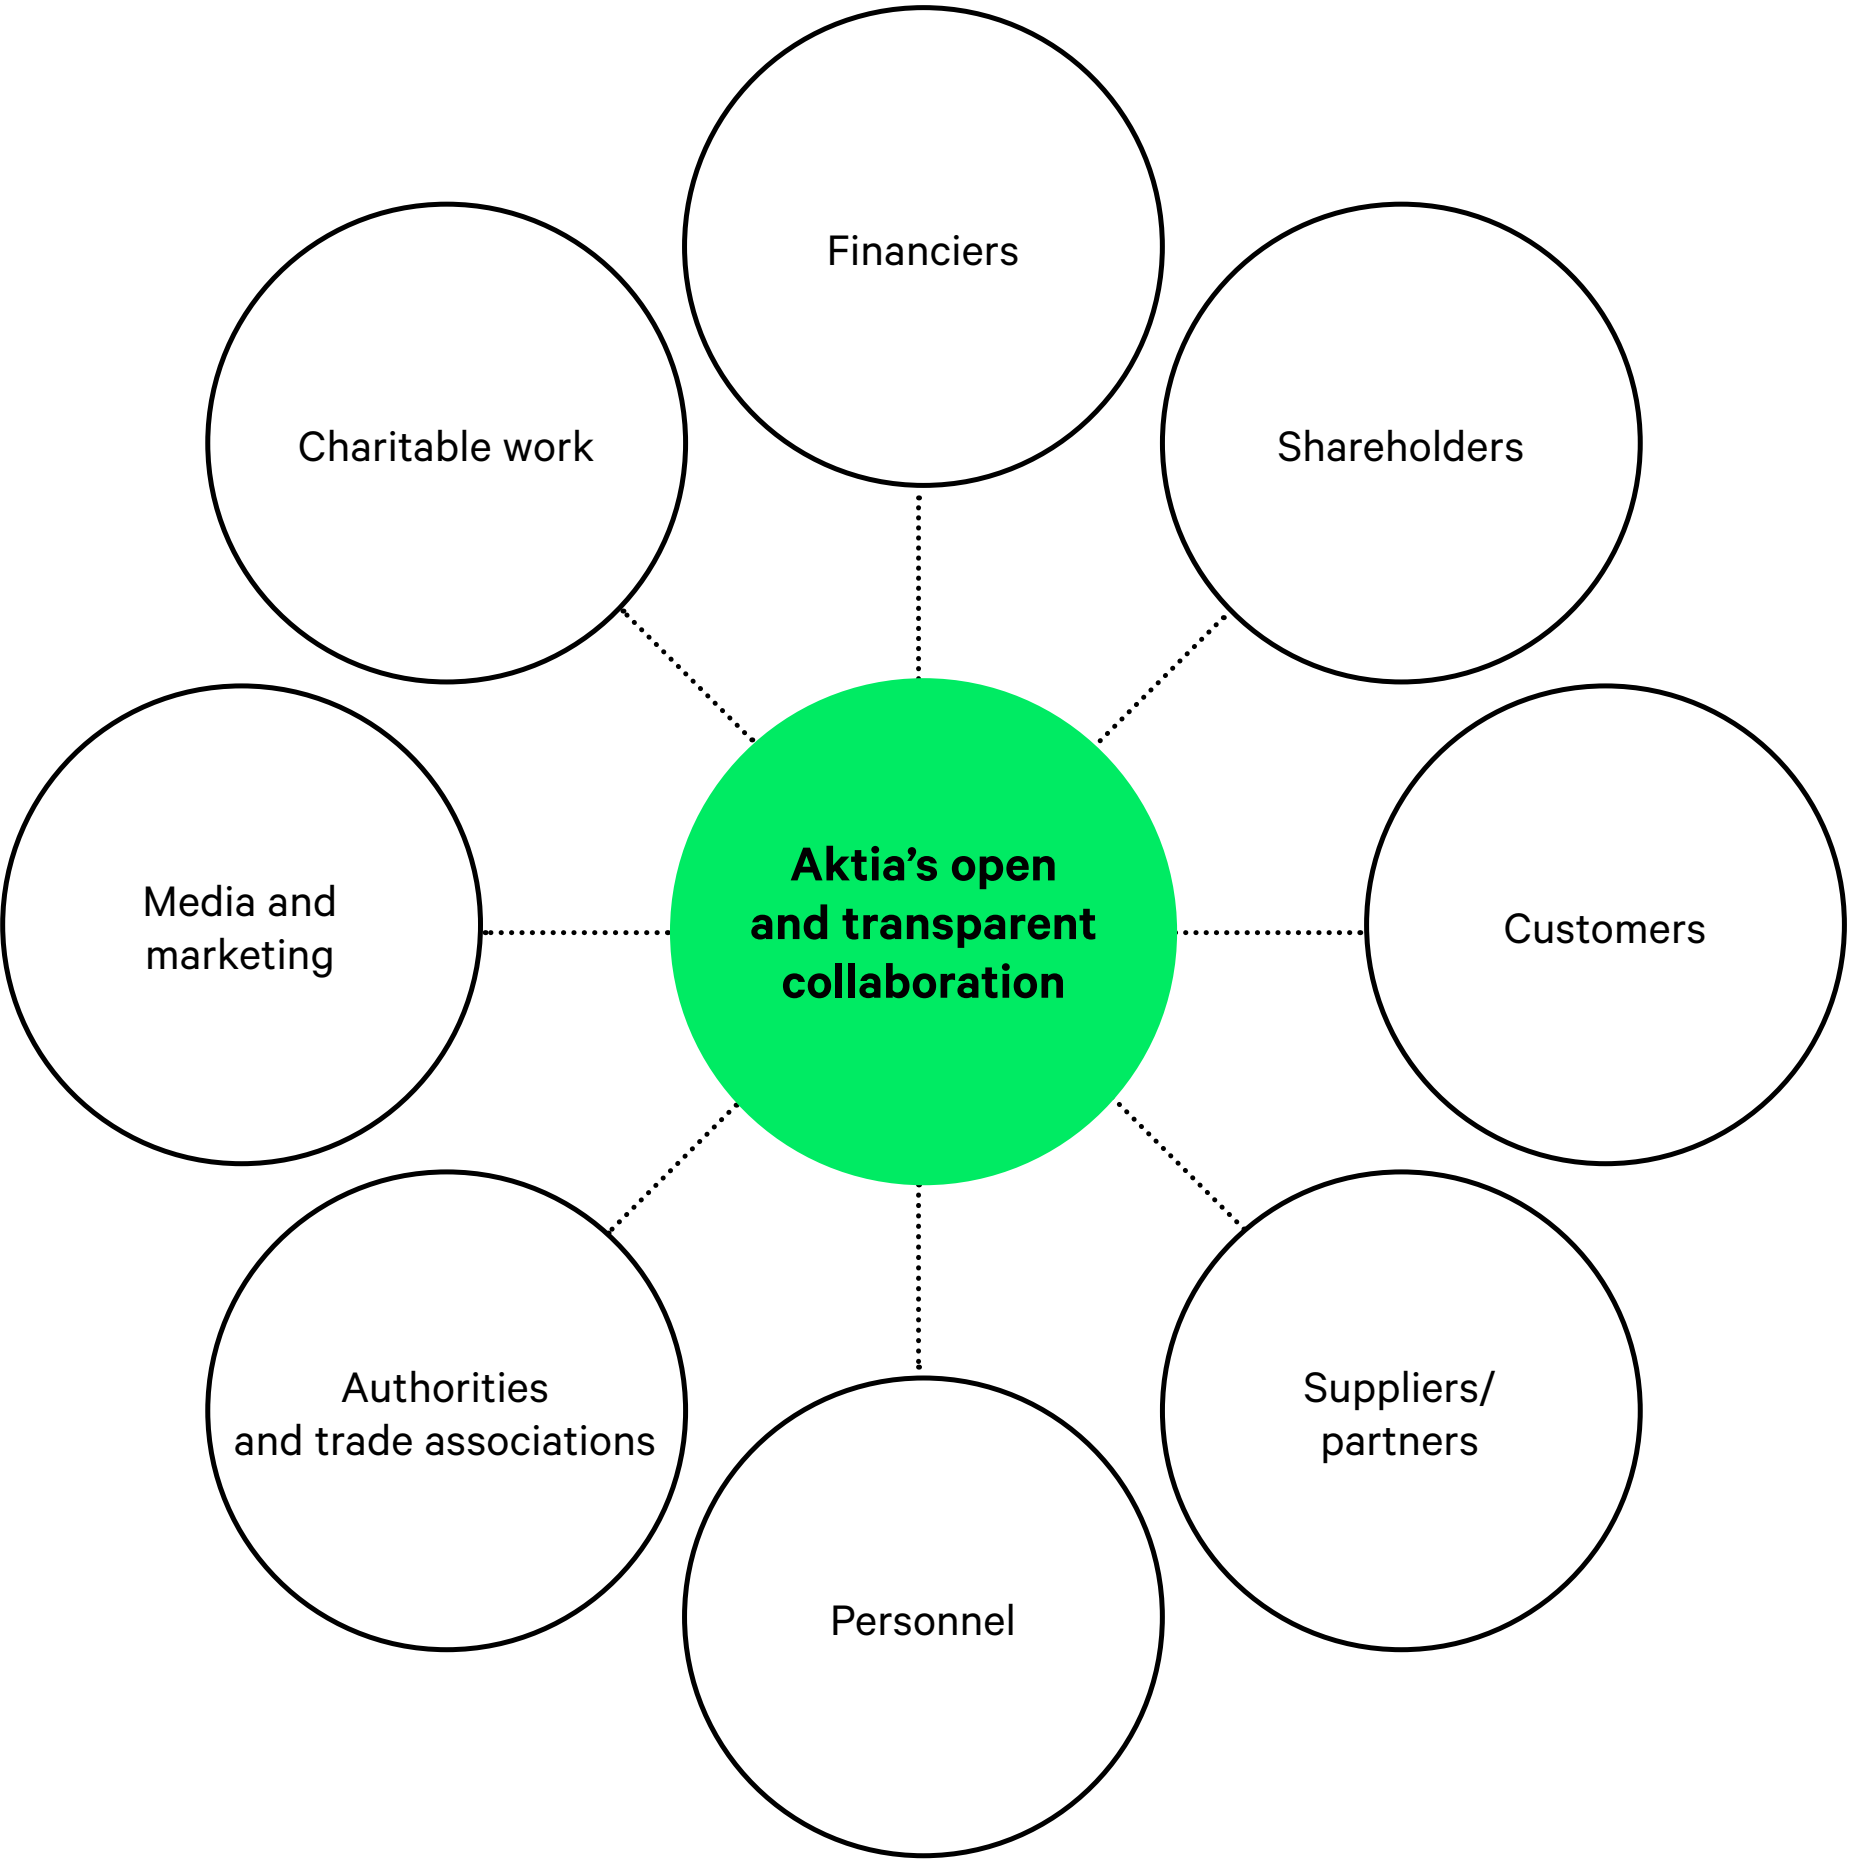 Financiers
Charitable work
Shareholders
Aktia’s open
and transparent
collaboration
Media and
marketing
Customers
Authorities
and trade associations
Suppliers/
partners
Personnel